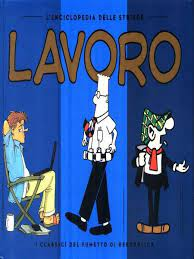 L'ENCICLOPEDIA DELLE STRISCE
LAVORO
I CLASSICI DEL FUMETTO DI REPUBBLICA